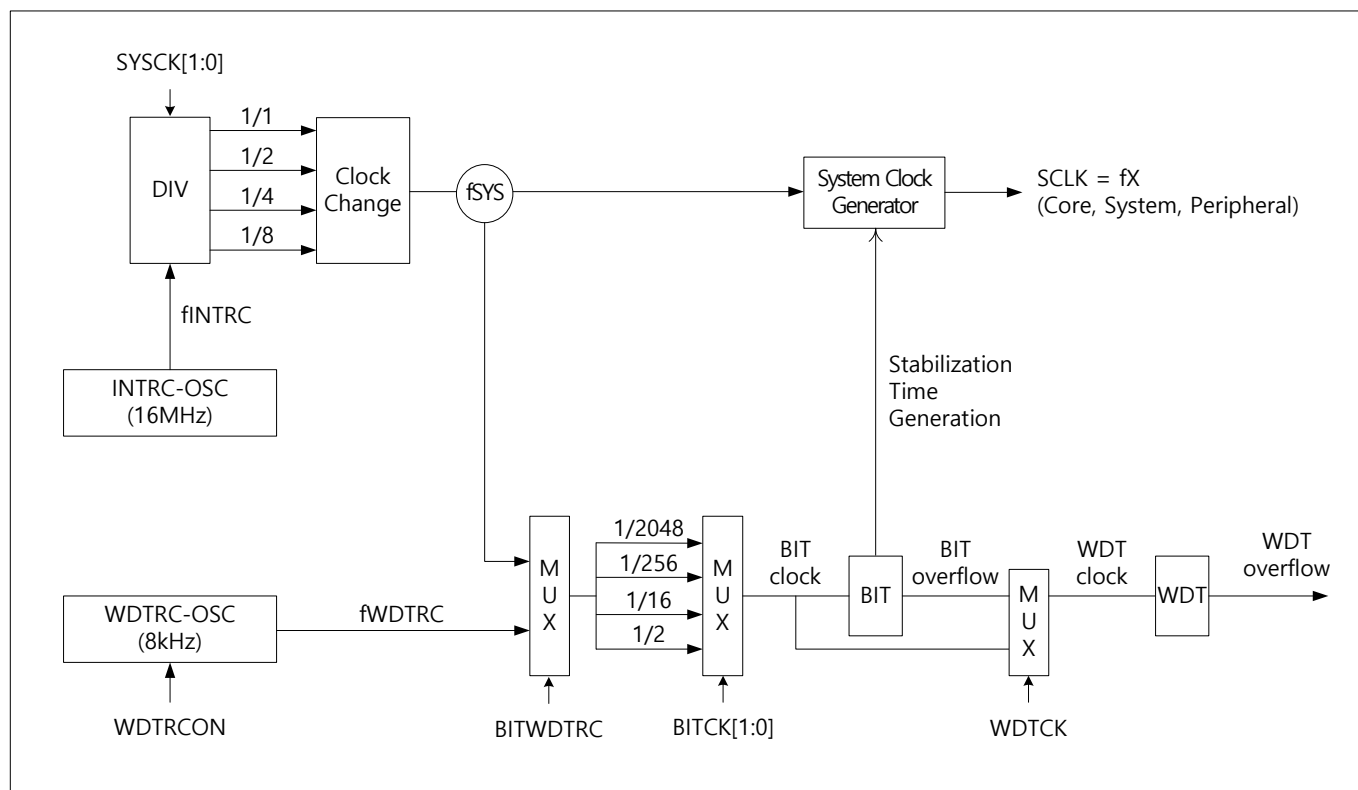 SYSCK[1:0]
DIV
1/1
1/2
1/4
1/8
Clock
Change
fSYS
System Clock
Generator
SCLK = fX
(Core, System, Peripheral)
fINTRC
INTRC-OSC
(16MHz)
Stabilization
Time
Generation
WDTRC-OSC
(8kHz)
fWDTRC
WDTRCON
M
U
X
BITWDTRC
1/2048
1/256
1/16
1/2
M
U
X
BITCK[1:0]
BIT
clock
BIT
BIT
overflow
M
U
X
WDTCK
WDT
clock
WDT
WDT
overflow